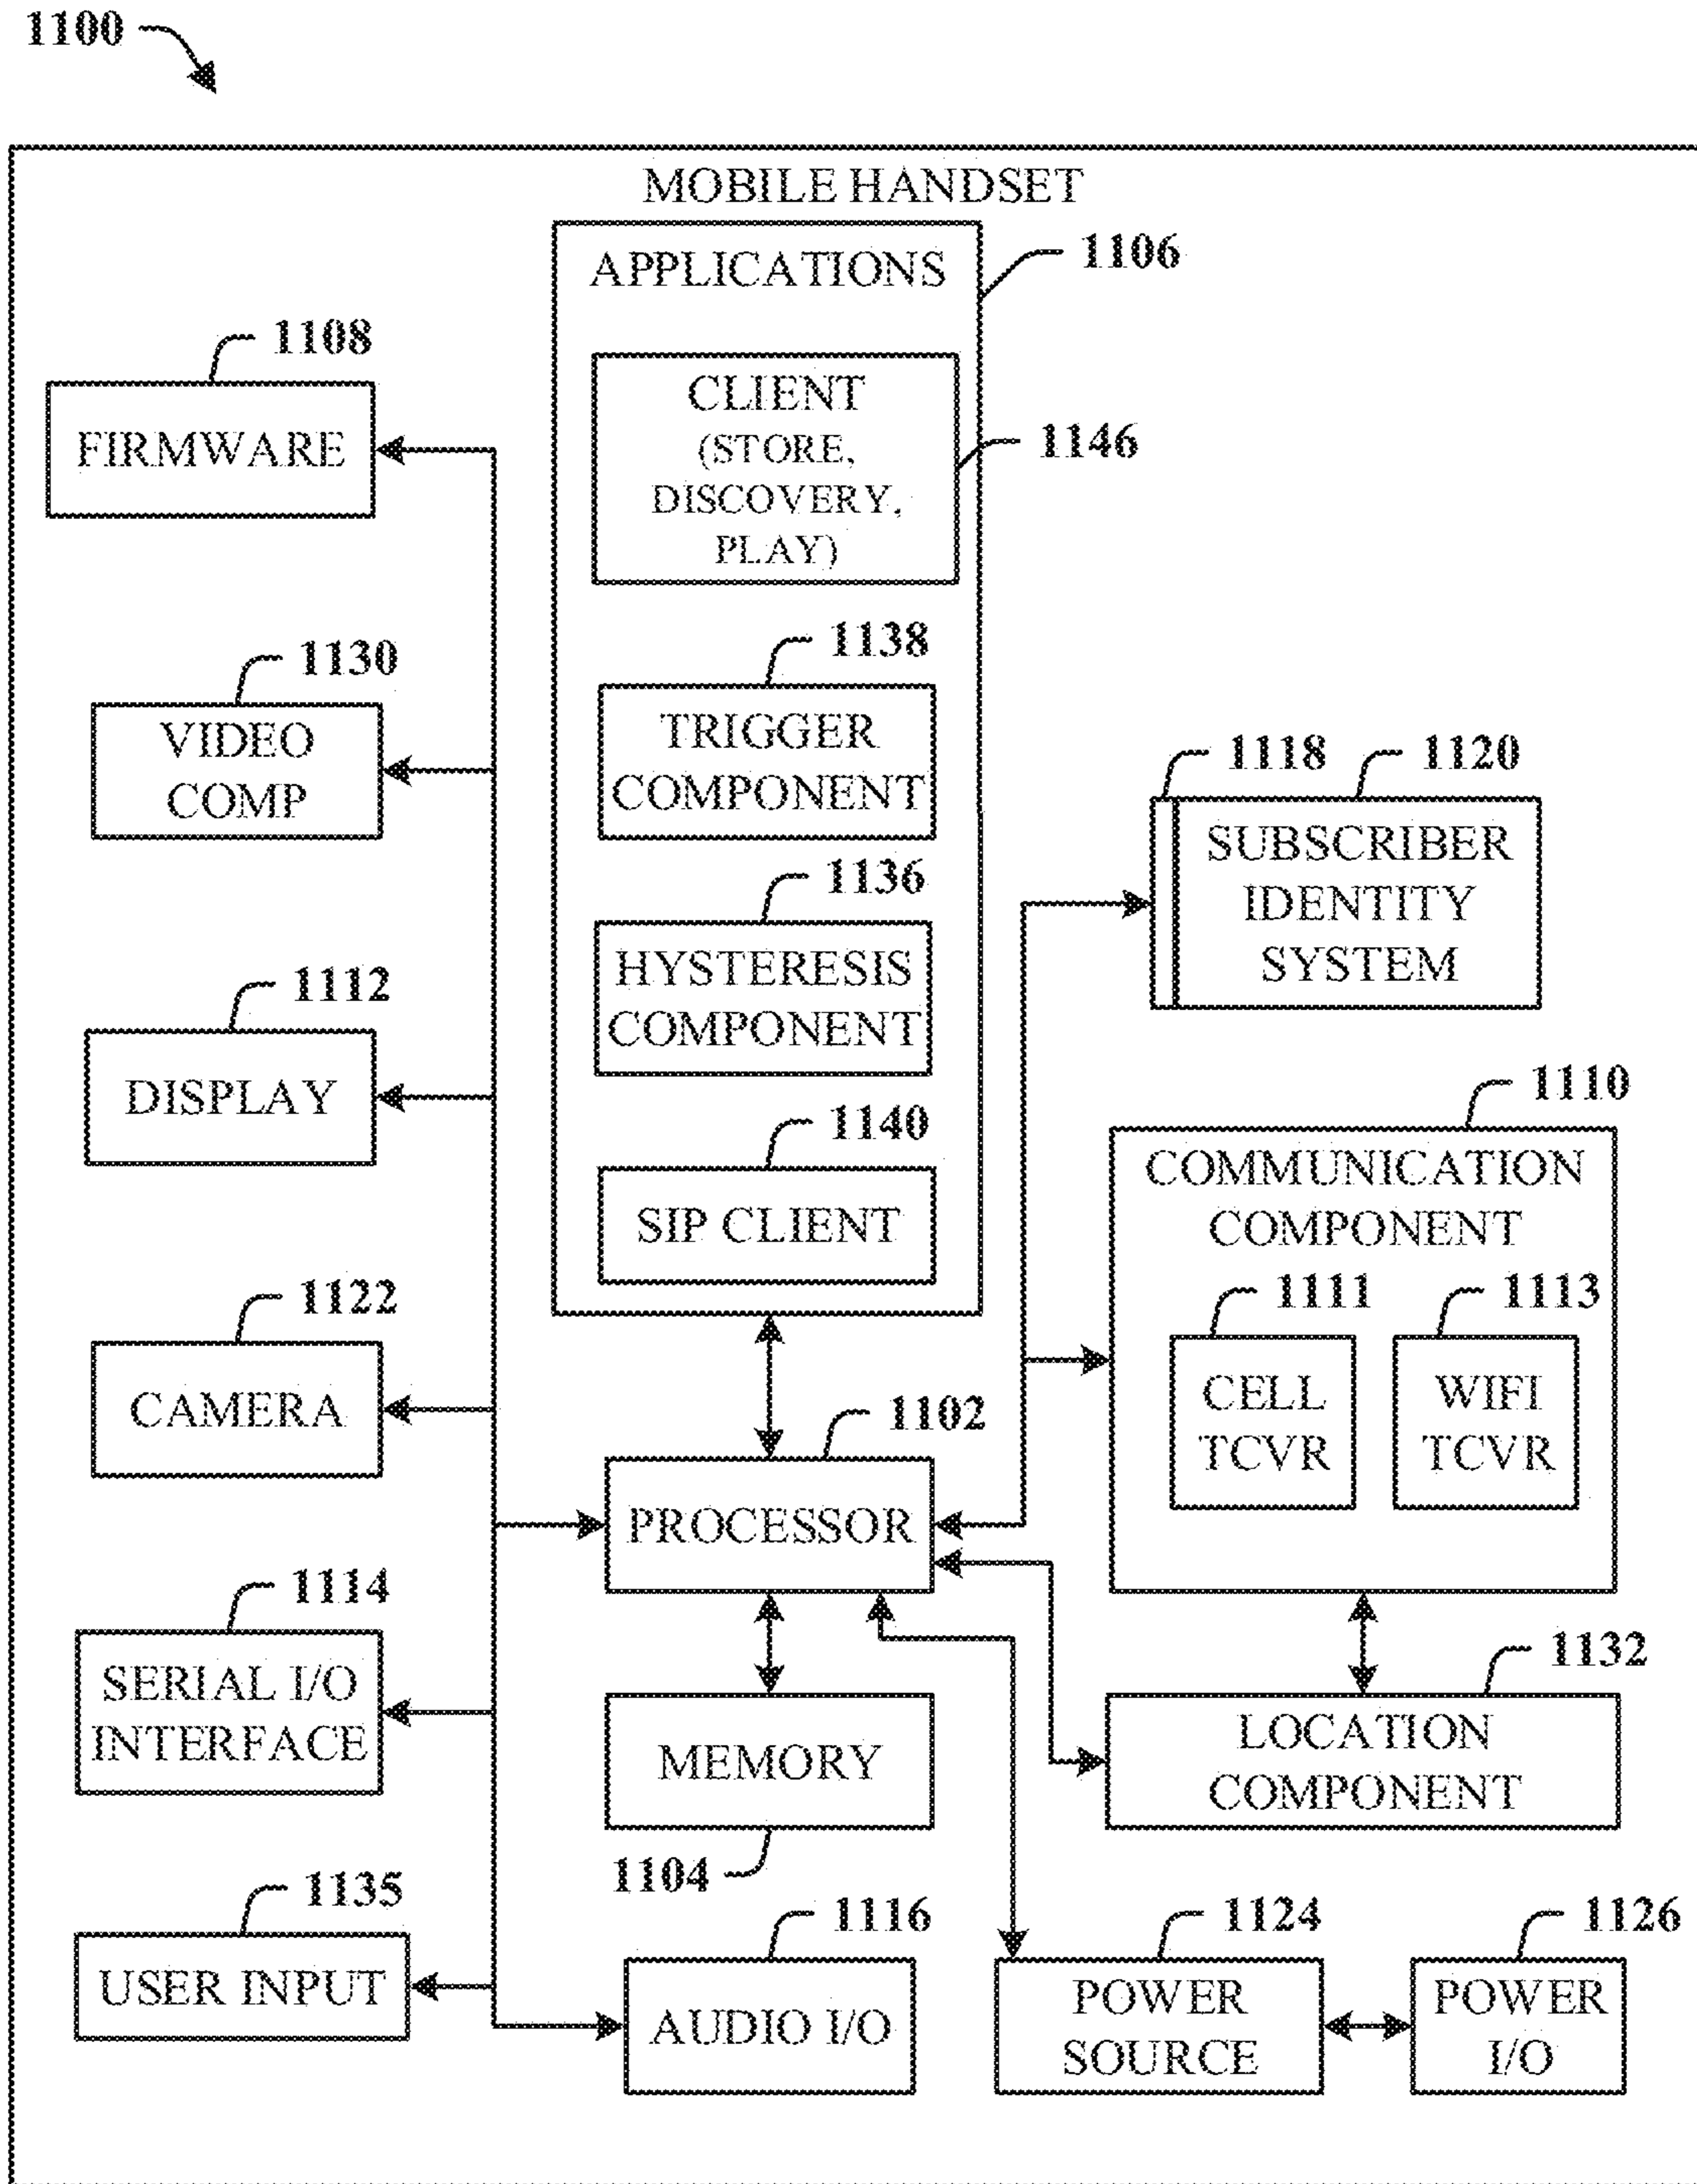 1100
MOBILE HANDSET
APPLICATIONS
1106
CLIENT
(STORE,
DISCOVERY,
PLAY)
1146
1138
TRIGGER
COMPONENT
1136
HYSTERESIS
COMPONENT
1140
SIP CLIENT
1108
FIRMWARE
1130
VIDEO
COMP
1112
DISPLAY
1122
CAMERA
1114
SERIAL I/O
INTERFACE
1135
USER INPUT
1102
PROCESSOR
MEMORY
1104
1116
AUDIO I/O
1118
1120
SUBSCRIBER
IDENTITY
SYSTEM
1110
COMMUNICATION
COMPONENT
1111
CELL
TCVR
1113
WIFI
TCVR
1132
LOCATION
COMPONENT
1124
POWER
SOURCE
1126
POWER
I/O